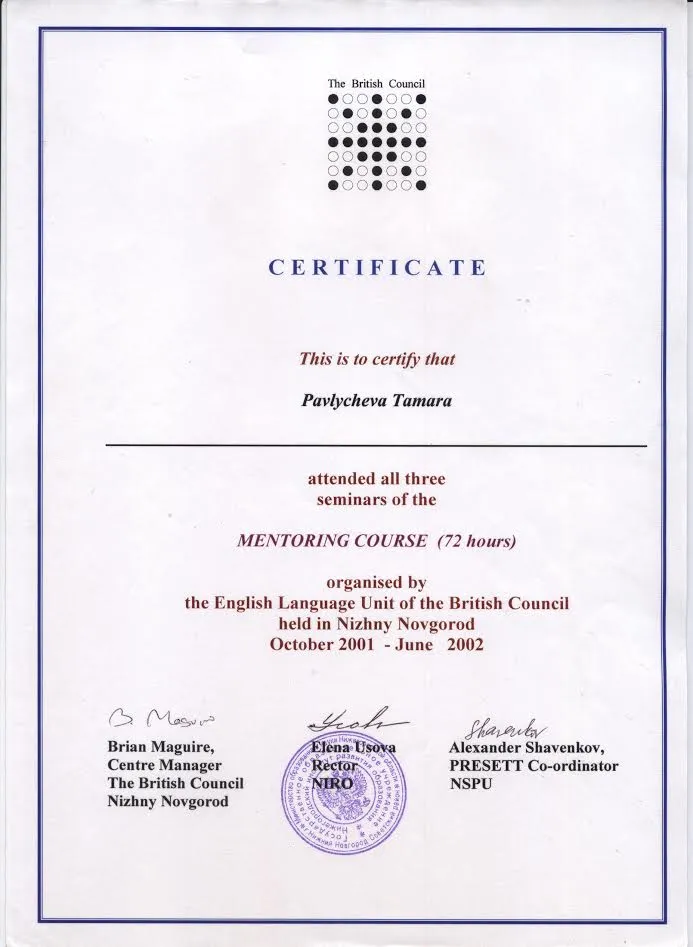 The British Council
CERTIFICATE
This is to certify that
Pavlycheva Tamara
attended all three
seminars of the
MENTORING COURSE (72 hours)
organised by
the English Language Unit of the British Council
held in Nizhny Novgorod
October 2001 - June 2002
B. Maguire
Shavenkov
Brian Maguire,
Centre Manager
The British Council
Nizhny Novgorod
Elena Usova
Rector
NIRO
Alexander Shavenkov,
PRESETT Co-ordinator
NSPU